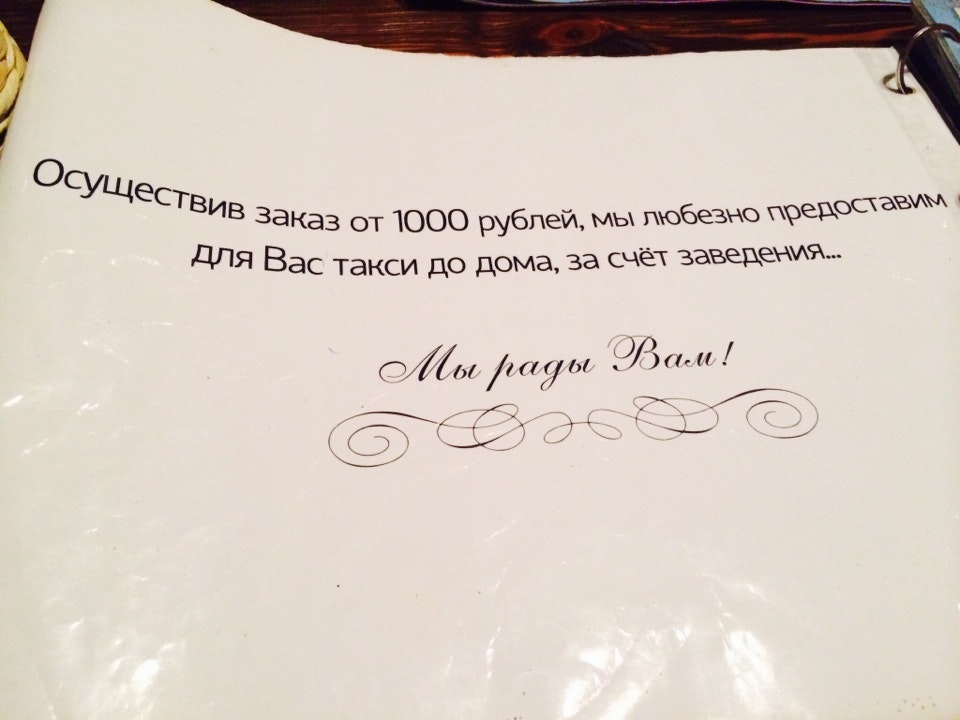 Осуществив заказ от 1000 рублей, мы любезно предоставим
для Вас такси до дома, за счёт заведения...
Мы рады Вам!